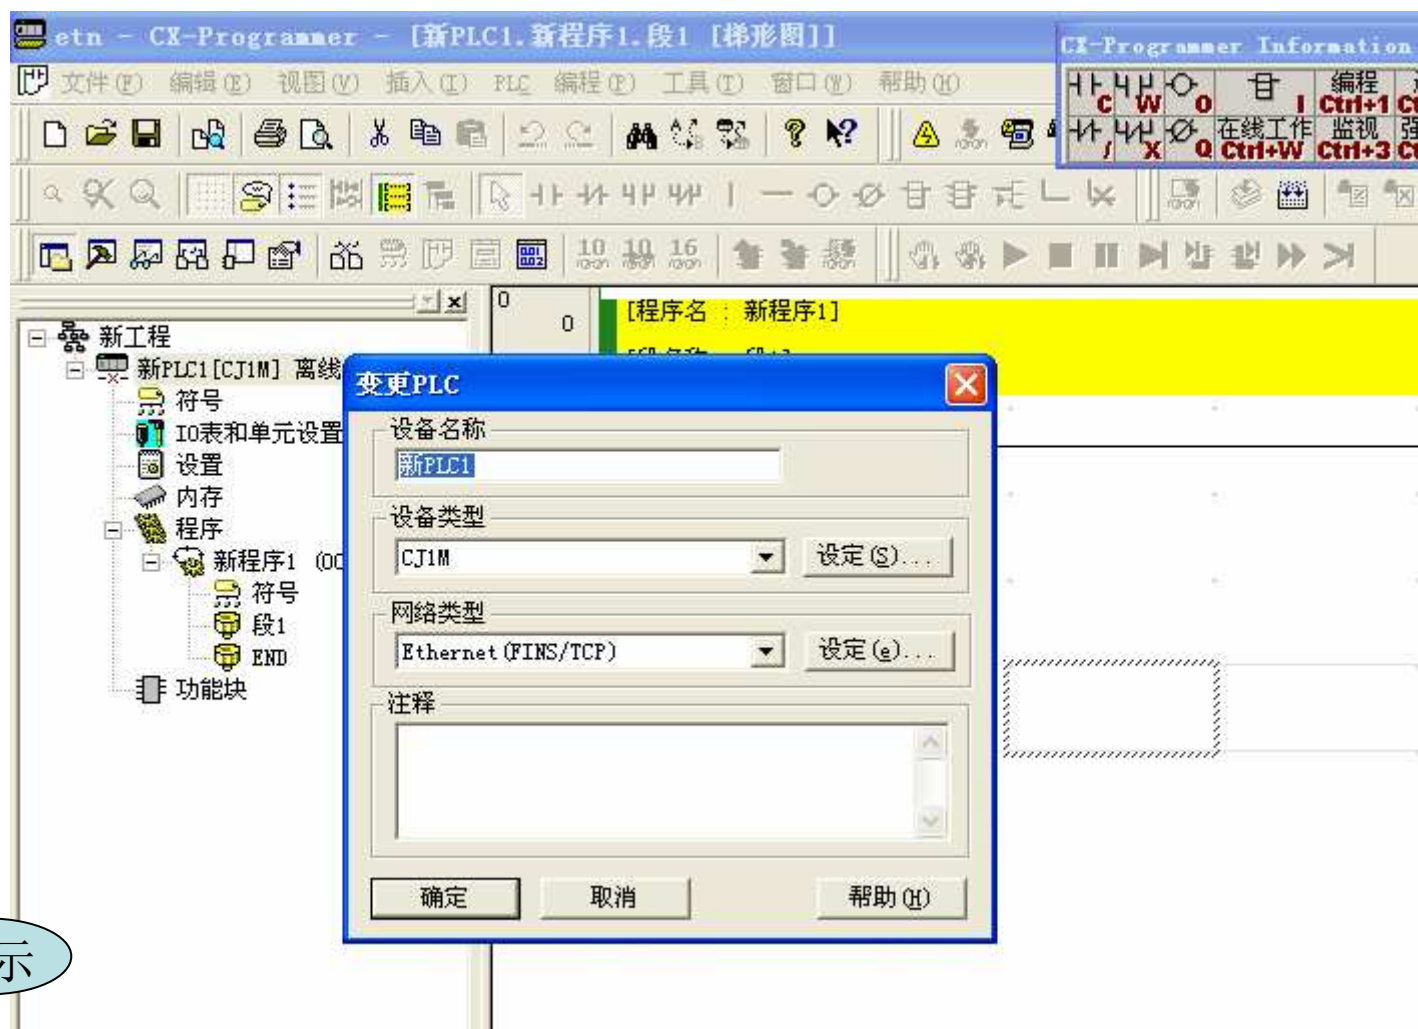 etn - CX-Programmer - [新PLC1.新程序1.段1 [梯形图]]
CX-Programmer Information
文件(F) 编辑(E) 视图(V) 插入(I) PLC 编程(P) 工具(T) 窗口(W) 帮助(H)
C W O I 编程 Ctrl+1
/ X Q 在线工作 Ctrl+W 监视 Ctrl+3
10 10 16
0
0
[程序名 : 新程序1]
新工程
新PLC1[CJ1M] 离线
符号
IO表和单元设置
设置
内存
程序
新程序1
符号
段1
END
功能块
变更PLC
设备名称
新PLC1
设备类型
CJ1M
设定(S)...
网络类型
Ethernet(FINS/TCP)
设定(e)...
注释
确定 取消 帮助(H)
示